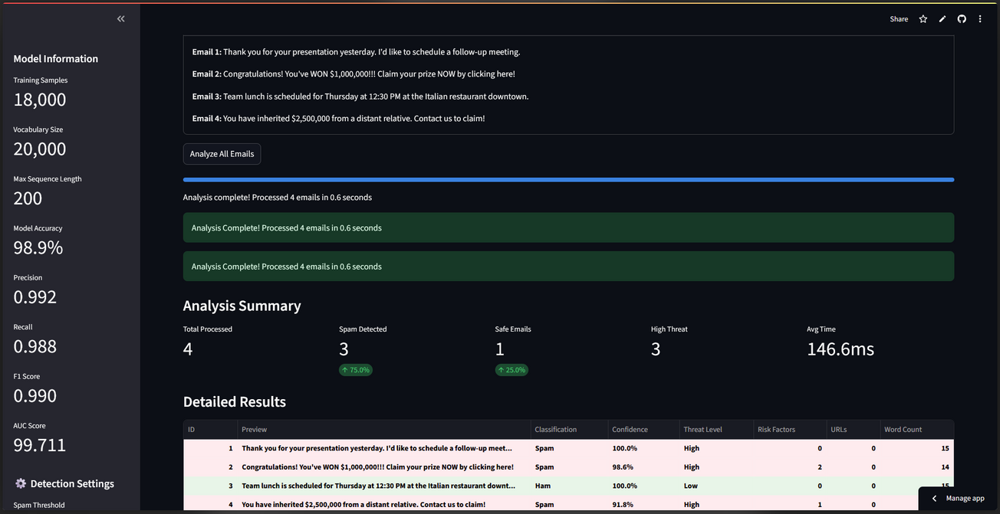 Share
Model Information
Training Samples
18,000
Vocabulary Size
20,000
Max Sequence Length
200
Model Accuracy
98.9%
Precision
0.992
Recall
0.988
F1 Score
0.990
AUC Score
99.711
Detection Settings
Spam Threshold
Email 1: Thank you for your presentation yesterday. I'd like to schedule a follow-up meeting.
Email 2: Congratulations! You've WON $1,000,000!!! Claim your prize NOW by clicking here!
Email 3: Team lunch is scheduled for Thursday at 12:30 PM at the Italian restaurant downtown.
Email 4: You have inherited $2,500,000 from a distant relative. Contact us to claim!
Analyze All Emails
Analysis complete! Processed 4 emails in 0.6 seconds
Analysis Complete! Processed 4 emails in 0.6 seconds
Analysis Complete! Processed 4 emails in 0.6 seconds
Analysis Summary
Total Processed Spam Detected Safe Emails High Threat Avg Time
4 3 1 3 146.6ms
↑ 75.0% ↑ 25.0%
Detailed Results
ID Preview Classification Confidence Threat Level Risk Factors URLs Word Count
1 Thank you for your presentation yesterday. I'd like to schedule a follow-up meet... Spam 100.0% High 0 0 15
2 Congratulations! You've WON $1,000,000!!! Claim your prize NOW by clicking here! Spam 98.6% High 2 0 14
3 Team lunch is scheduled for Thursday at 12:30 PM at the Italian restaurant downt... Ham 100.0% Low 0 0 15
4 You have inherited $2,500,000 from a distant relative. Contact us to claim! Spam 91.8% High 1 0
Manage app